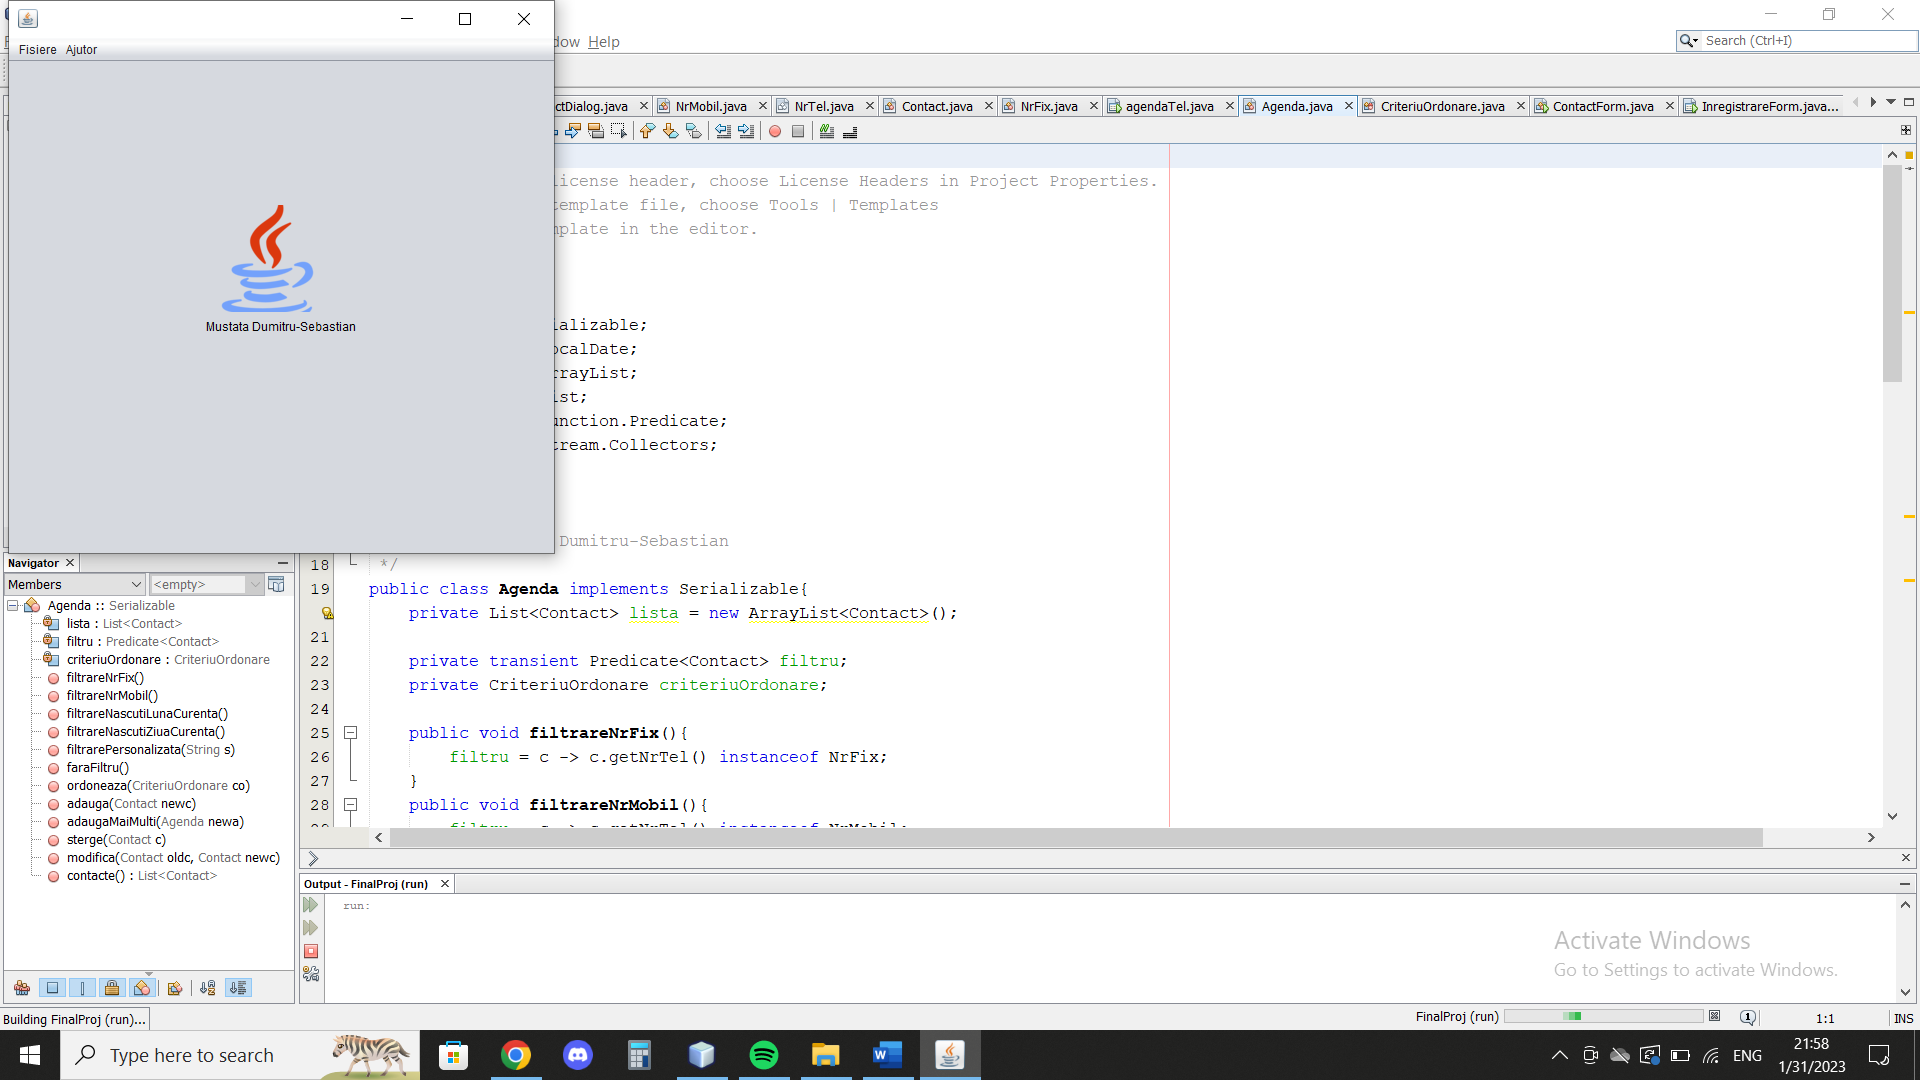 Fisiere Ajutor
Mustata Dumitru-Sebastian
dow Help
Search (Ctrl+I)
ctDialog.java NrMobil.java NrTel.java Contact.java NrFix.java agendaTel.java Agenda.java CriteriuOrdonare.java ContactForm.java InregistrareForm.java...
icense header, choose License Headers in Project Properties.
template file, choose Tools | Templates
mplate in the editor.
ializable;
ocalDate;
rrayList;
ist;
unction.Predicate;
tream.Collectors;
Dumitru-Sebastian
18 */
19 public class Agenda implements Serializable{
private List<Contact> lista = new ArrayList<Contact>();
21
22 private transient Predicate<Contact> filtru;
23 private CriteriuOrdonare criteriuOrdonare;
24
25 public void filtrareNrFix(){
26 filtru = c -> c.getNrTel() instanceof NrFix;
27 }
28 public void filtrareNrMobil(){
Navigator
Members <empty>
Agenda :: Serializable
lista : List<Contact>
filtru : Predicate<Contact>
criteriuOrdonare : CriteriuOrdonare
filtrareNrFix()
filtrareNrMobil()
filtrareNascutiLunaCurenta()
filtrareNascutiZiuaCurenta()
filtrarePersonalizata(String s)
faraFiltru()
ordoneaza(CriteriuOrdonare co)
adauga(Contact newc)
adaugaMaiMulti(Agenda newa)
sterge(Contact c)
modifica(Contact oldc, Contact newc)
contacte() : List<Contact>
Output - FinalProj (run)
run:
Activate Windows
Go to Settings to activate Windows.
Building FinalProj (run)...
FinalProj (run)
1
1:1
INS
Type here to search
ENG
21:58
1/31/2023